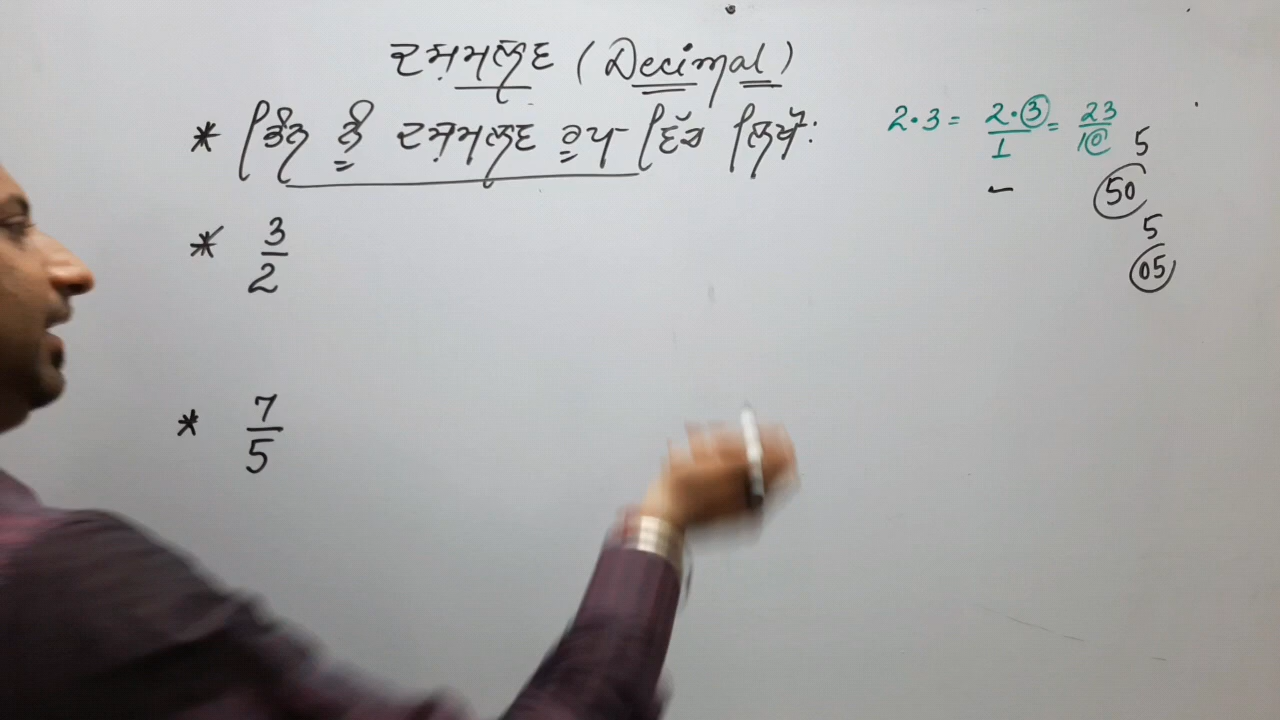 ਦਸ਼ਮਲਵ (Decimal)
* ਭਿੰਨ ਨੂੰ ਦਸ਼ਮਲਵ ਰੂਪ ਵਿੱਚ ਲਿਖੋ:
2·3 = 2·3/1 = 23/10
5
50
5
05
* 3/2
* 7/5